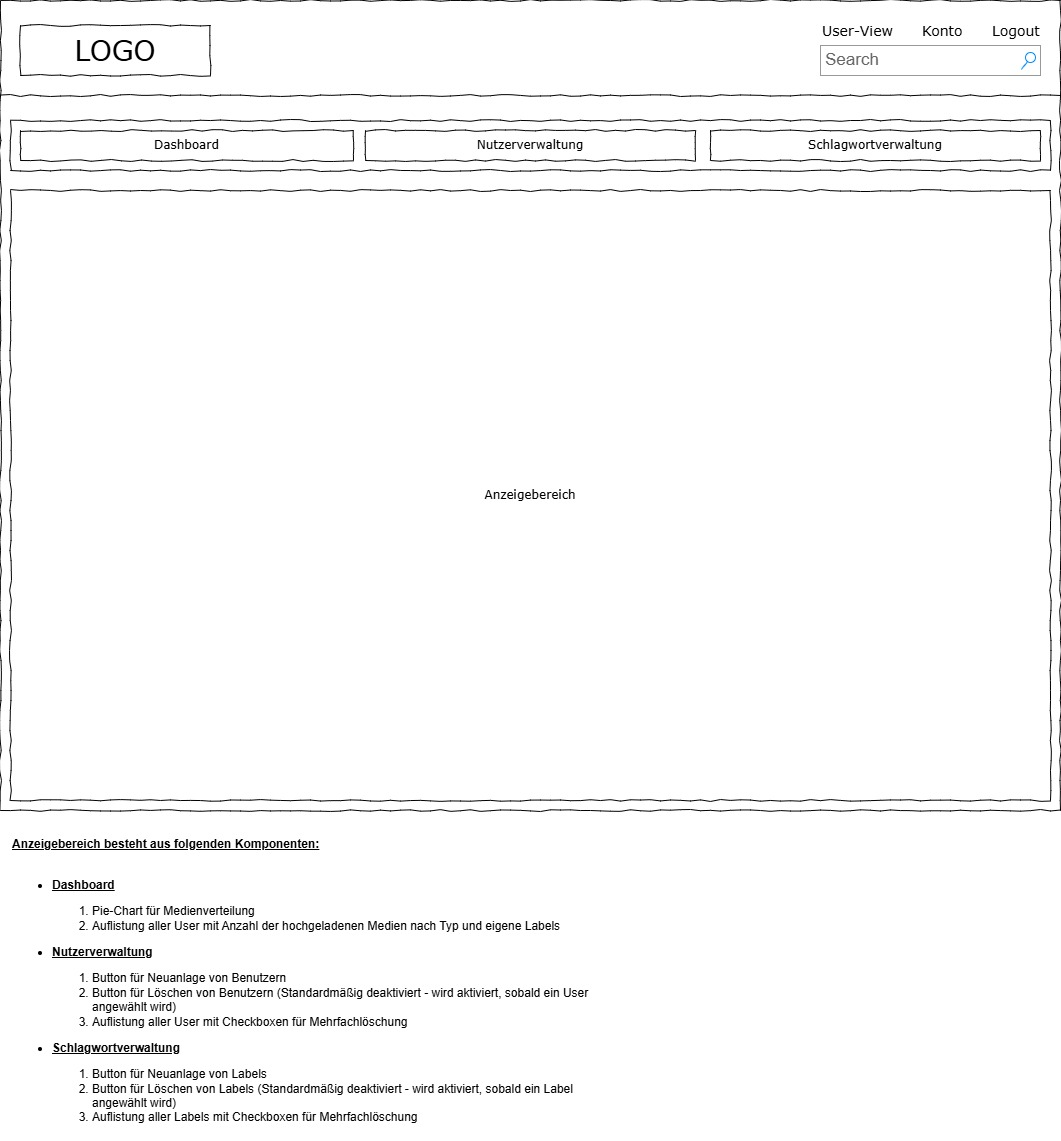 LOGO
User-View Konto Logout
Search
Dashboard Nutzerverwaltung Schlagwortverwaltung
Anzeigebereich
Anzeigebereich besteht aus folgenden Komponenten:
• Dashboard
1. Pie-Chart für Medienverteilung
2. Auflistung aller User mit Anzahl der hochgeladenen Medien nach Typ und eigene Labels
• Nutzerverwaltung
1. Button für Neuanlage von Benutzern
2. Button für Löschen von Benutzern (Standardmäßig deaktiviert - wird aktiviert, sobald ein User
angewählt wird)
3. Auflistung aller User mit Checkboxen für Mehrfachlöschung
• Schlagwortverwaltung
1. Button für Neuanlage von Labels
2. Button für Löschen von Labels (Standardmäßig deaktiviert - wird aktiviert, sobald ein Label
angewählt wird)
3. Auflistung aller Labels mit Checkboxen für Mehrfachlöschung